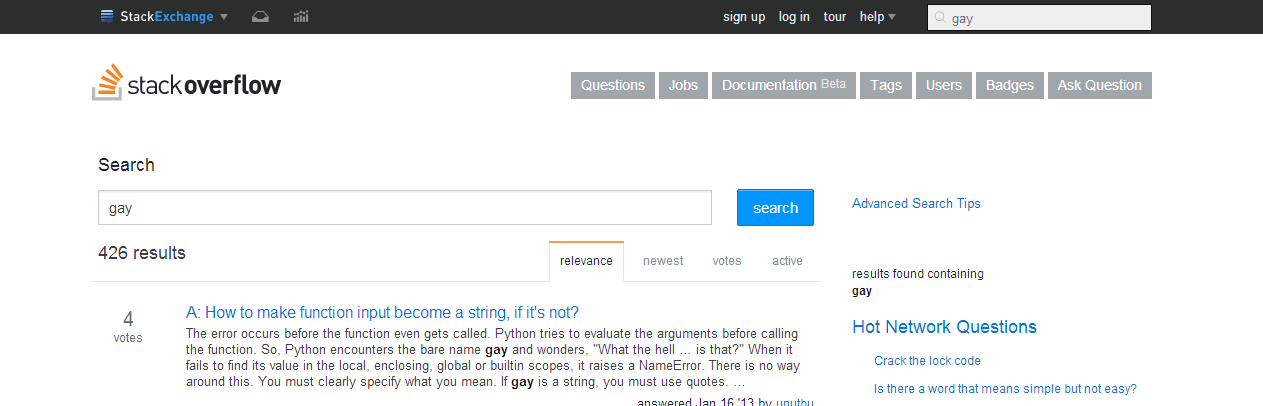 StackExchange
sign up log in tour help
gay
stackoverflow
Questions Jobs Documentation Beta Tags Users Badges Ask Question
Search
gay
search
Advanced Search Tips
426 results
relevance newest votes active
results found containing
gay
4
votes
A: How to make function input become a string, if it's not?
The error occurs before the function even gets called. Python tries to evaluate the arguments before calling
the function. So, Python encounters the bare name gay and wonders, "What the hell ... is that?" When it
fails to find its value in the local, enclosing, global or builtin scopes, it raises a NameError. There is no way
around this. You must clearly specify what you mean. If gay is a string, you must use quotes. ...
answered Jan 16 '13 by unutbu
Hot Network Questions
Crack the lock code
Is there a word that means simple but not easy?